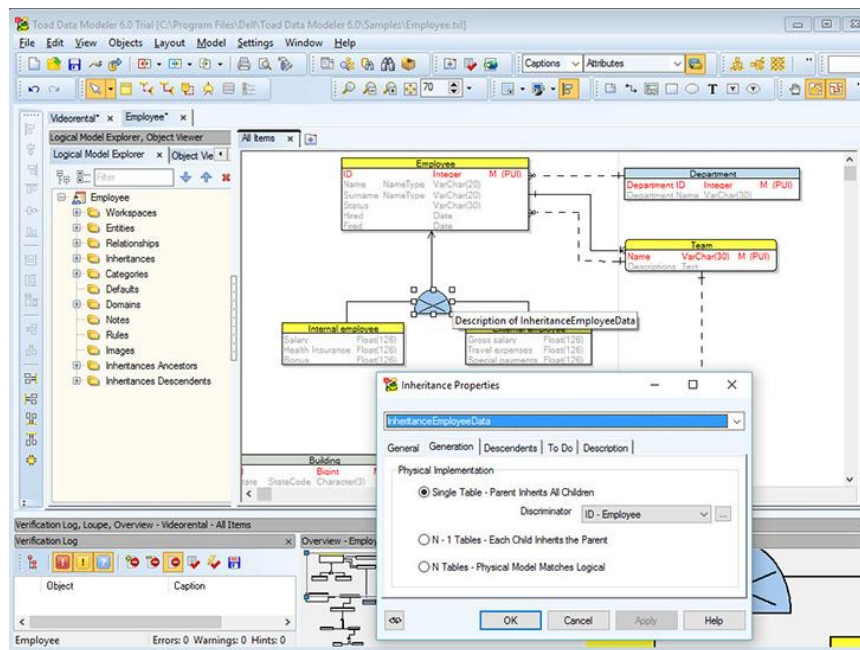 Toad Data Modeler 6.0 Trial [C:\Program Files\Dell\Toad Data Modeler 6.0\Samples\Employee.txl]
File Edit View Objects Layout Model Settings Window Help
Captions Attributes
70
Videorental* × Employee* ×
Logical Model Explorer, Object Viewer
Logical Model Explorer × Object Vie
Filter
Employee
Workspaces
Entities
Relationships
Inheritances
Categories
Defaults
Domains
Notes
Rules
Images
Inheritances Ancestors
Inheritances Descendents
All Items ×
Employee
ID Integer M (PUI)
Name NameType VarChar(20)
Surname NameType VarChar(20)
Status VarChar(30)
Hired Date
Fired Date
Department
Department ID Integer M (PUI)
Department Name VarChar(30)
Team
Name VarChar(30) M (PUI)
Descriptions Text
Description of InheritanceEmployeeData
Internal employee
Salary Float(126)
Health Insurance Float(126)
Bonus Float(126)
Gross salary Float(126)
Travel expenses Float(126)
Special payments Float(126)
Building
Bigint
StateCode Character(3)
Inheritance Properties
InheritanceEmployeeData
General Generation Descendents To Do Description
Physical Implementation
Single Table - Parent Inherits All Children
Discriminator ID - Employee ...
N - 1 Tables - Each Child Inherits the Parent
N Tables - Physical Model Matches Logical
OK Cancel Apply Help
Verification Log, Loupe, Overview - Videorental - All Items
Verification Log ×
Overview - Employ
Object Caption
Employee Errors: 0 Warnings: 0 Hints: 0